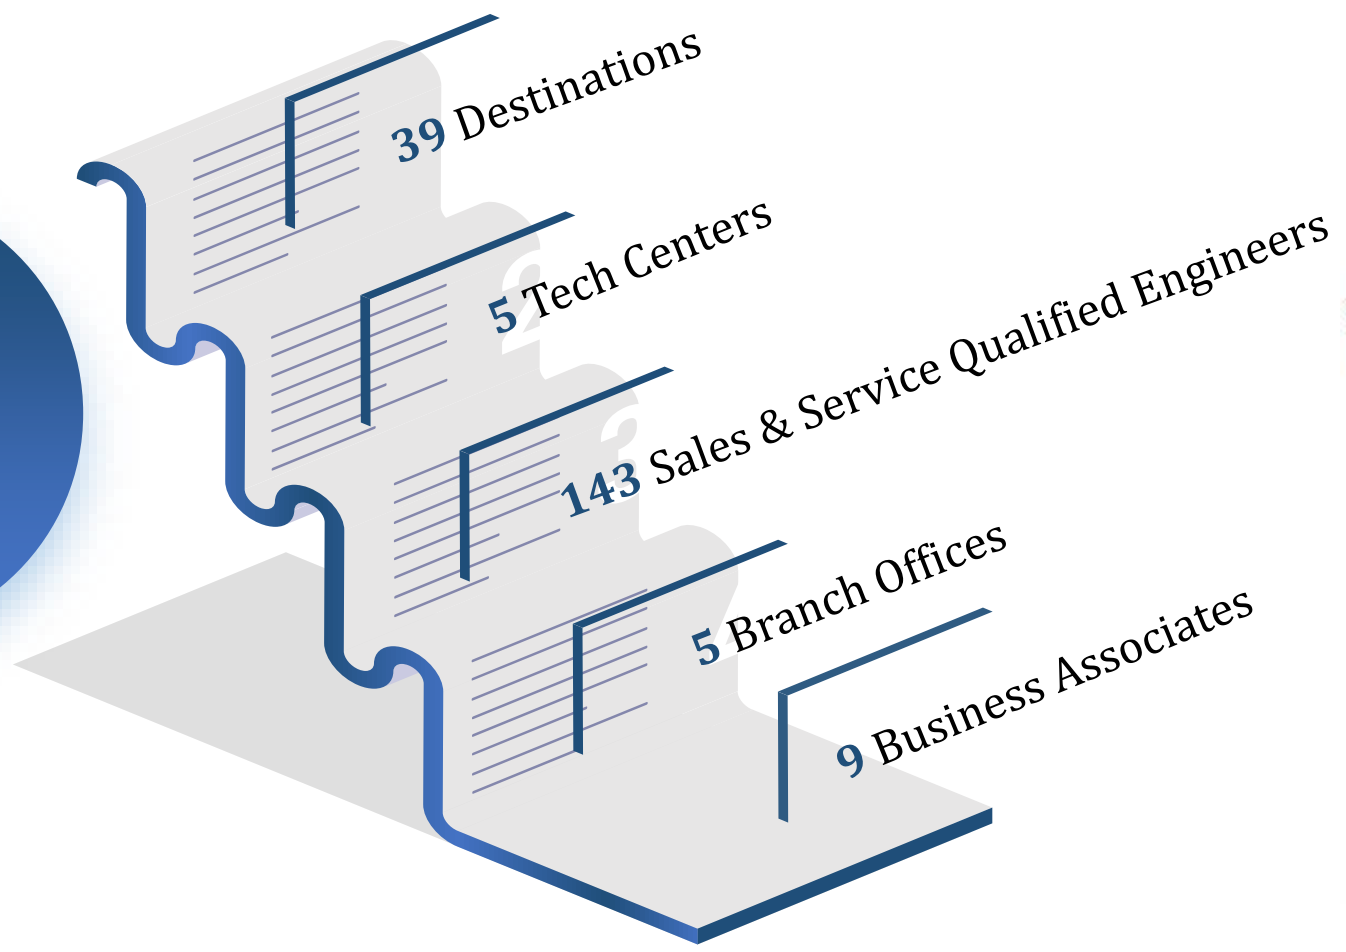 39 Destinations
5 Tech Centers
143 Sales & Service Qualified Engineers
5 Branch Offices
9 Business Associates